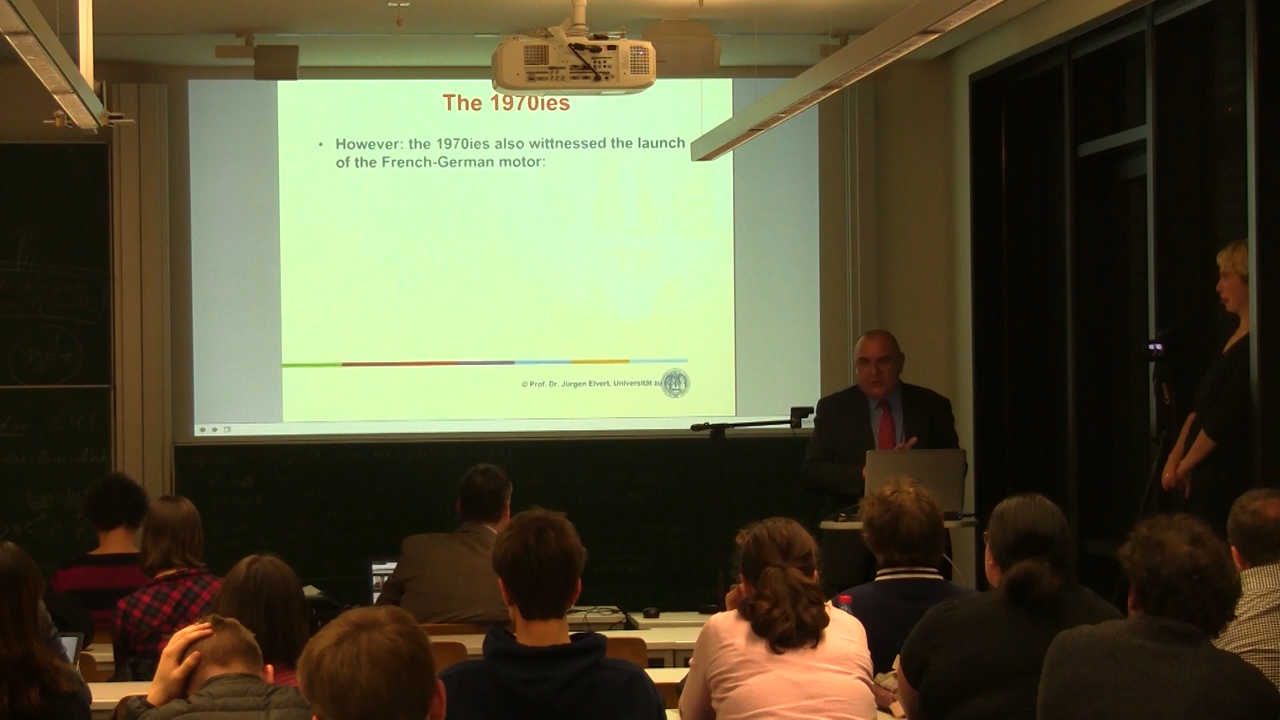 The 1970ies
• However: the 1970ies also wittnessed the launch
of the French-German motor:
© Prof. Dr. Jürgen Elvert, Universität zu